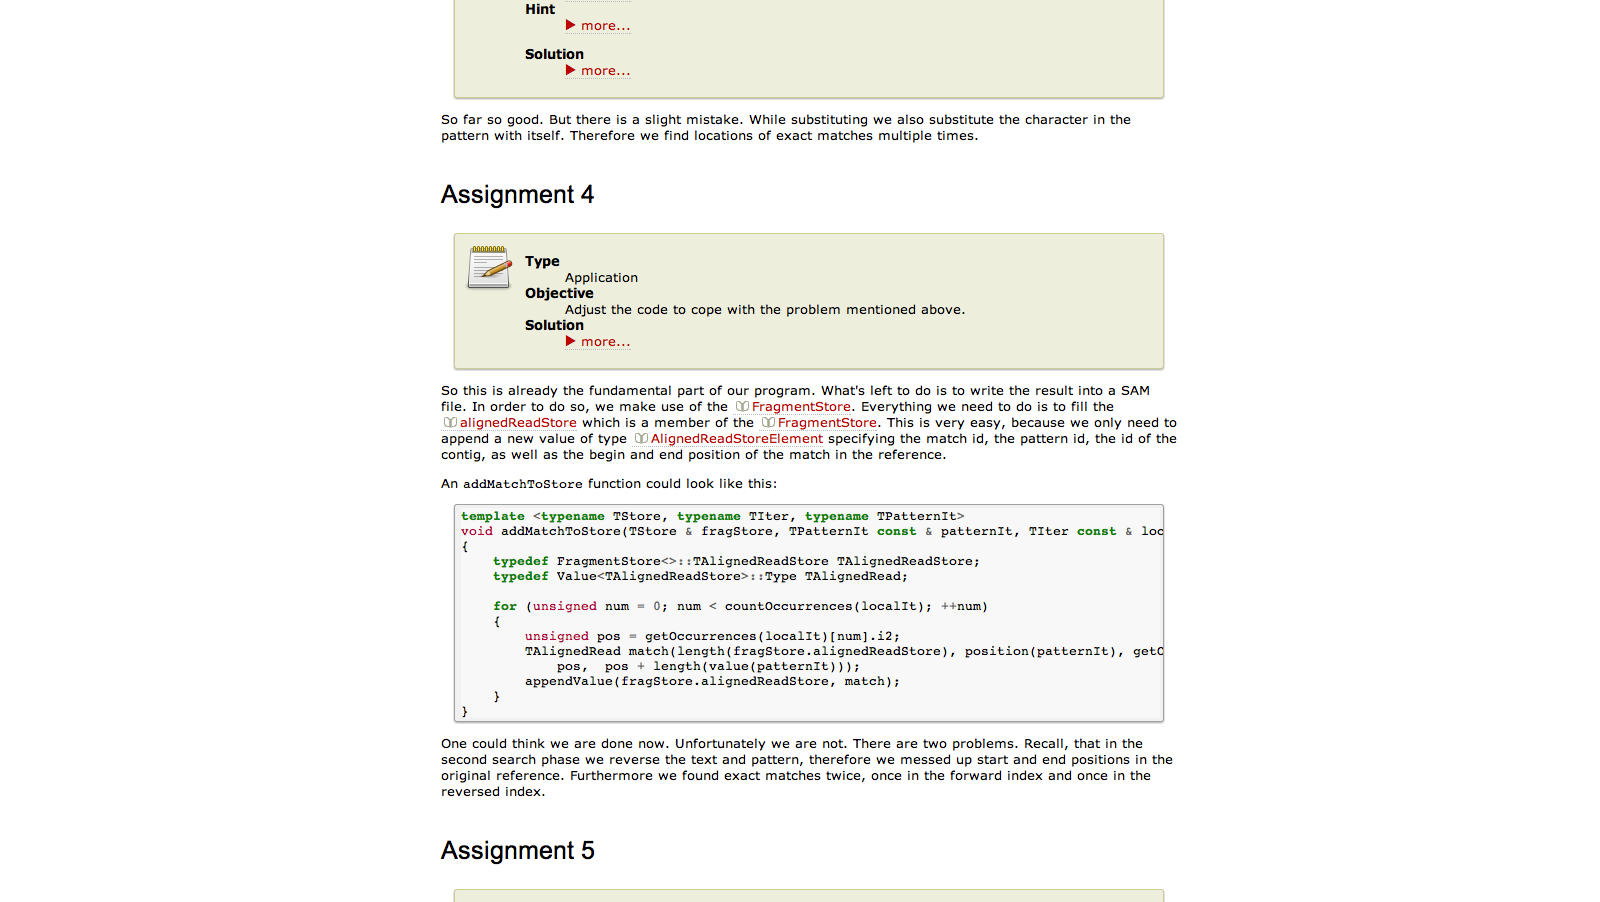 Hint
more...
Solution
more...
So far so good. But there is a slight mistake. While substituting we also substitute the character in the
pattern with itself. Therefore we find locations of exact matches multiple times.
Assignment 4
Type
Application
Objective
Adjust the code to cope with the problem mentioned above.
Solution
more...
So this is already the fundamental part of our program. What's left to do is to write the result into a SAM
file. In order to do so, we make use of the FragmentStore. Everything we need to do is to fill the
alignedReadStore which is a member of the FragmentStore. This is very easy, because we only need to
append a new value of type AlignedReadStoreElement specifying the match id, the pattern id, the id of the
contig, as well as the begin and end position of the match in the reference.
An addMatchToStore function could look like this:
template <typename TStore, typename TIter, typename TPatternIt>
void addMatchToStore(TStore & fragStore, TPatternIt const & patternIt, TIter const & loc
{
typedef FragmentStore<>::TAlignedReadStore TAlignedReadStore;
typedef Value<TAlignedReadStore>::Type TAlignedRead;
for (unsigned num = 0; num < countOccurrences(localIt); ++num)
{
unsigned pos = getOccurrences(localIt)[num].i2;
TAlignedRead match(length(fragStore.alignedReadStore), position(patternIt), getO
pos,  pos + length(value(patternIt)));
appendValue(fragStore.alignedReadStore, match);
}
}
One could think we are done now. Unfortunately we are not. There are two problems. Recall, that in the
second search phase we reverse the text and pattern, therefore we messed up start and end positions in the
original reference. Furthermore we found exact matches twice, once in the forward index and once in the
reversed index.
Assignment 5